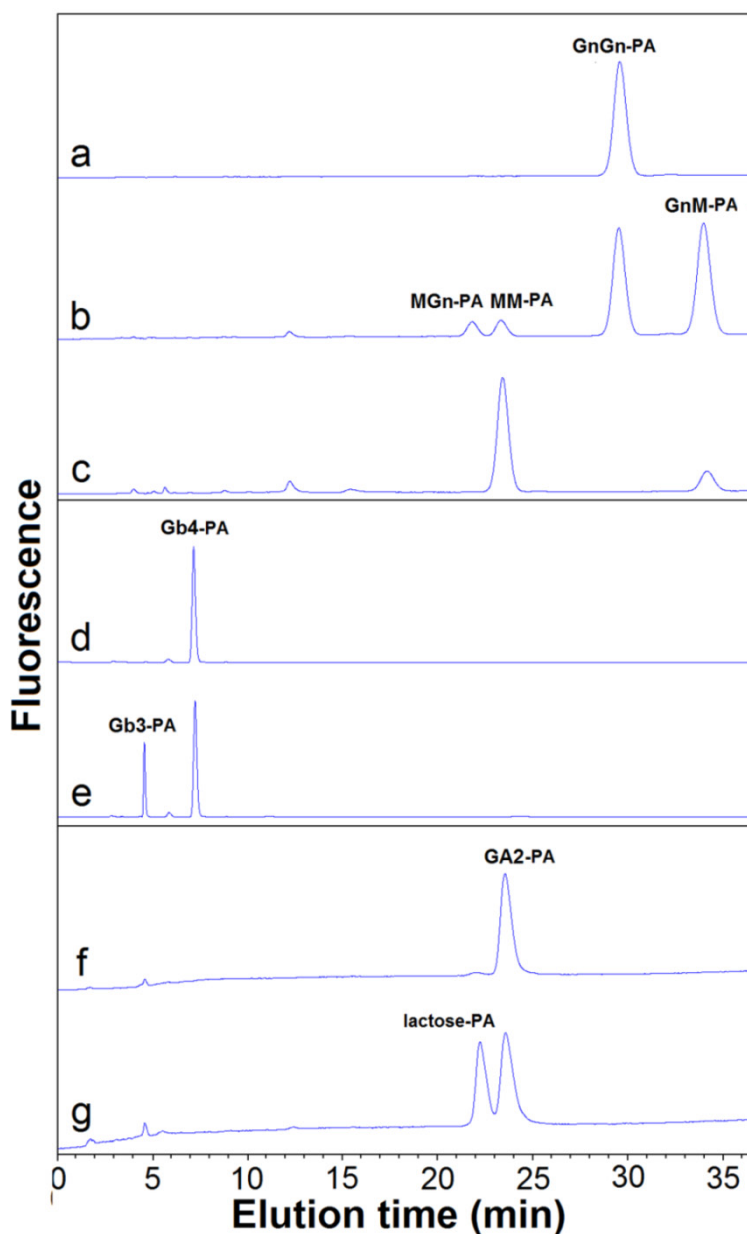 GnGn-PA
a
GnM-PA
MGn-PA MM-PA
b
c
Gb4-PA
d
Gb3-PA
e
GA2-PA
f
lactose-PA
g
Fluorescence
0 5 10 15 20 25 30 35
Elution time (min)